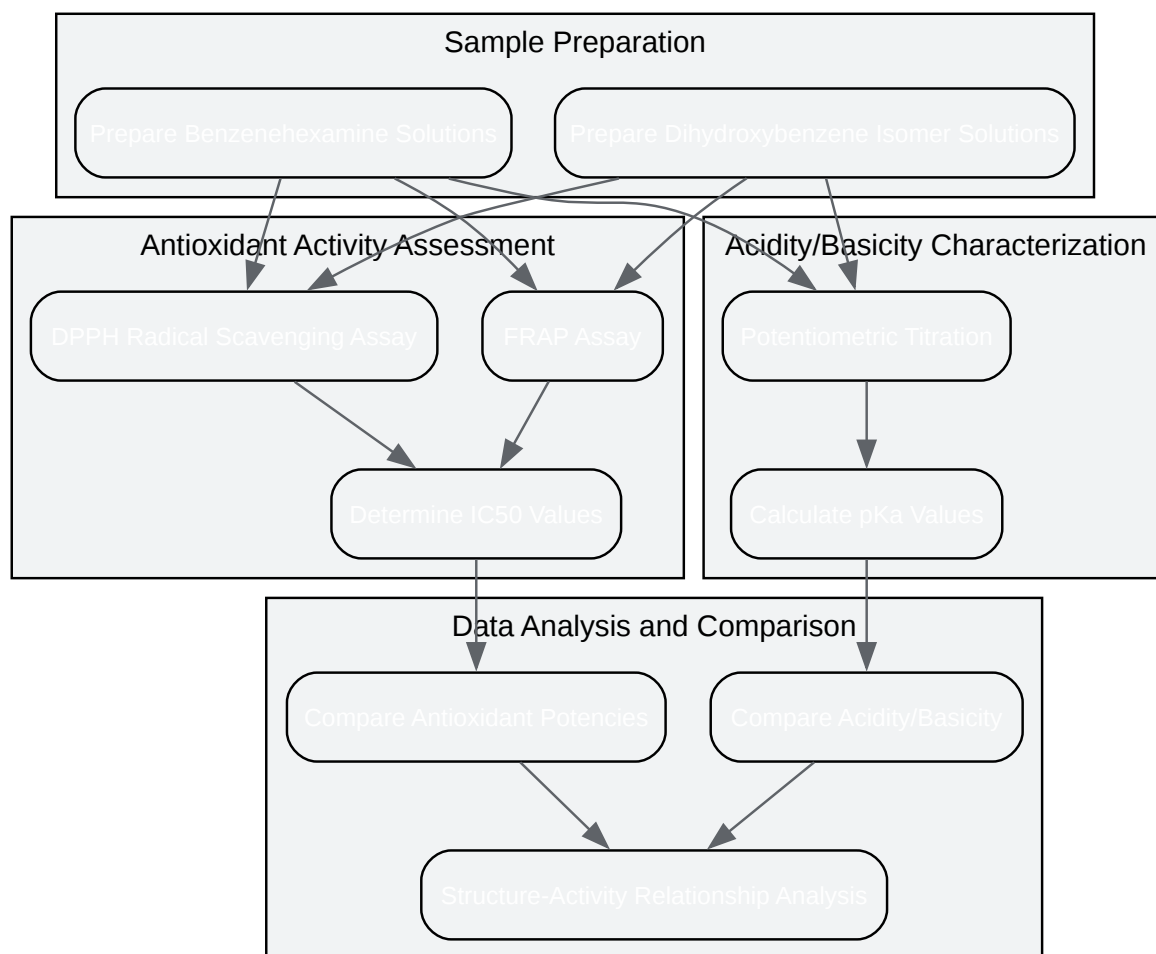 Sample Preparation
Prepare Benzenehexamine Solutions
Prepare Dihydroxybenzene Isomer Solutions
Antioxidant Activity Assessment
Acidity/Basicity Characterization
DPPH Radical Scavenging Assay
FRAP Assay
Potentiometric Titration
Determine IC50 Values
Calculate pKa Values
Data Analysis and Comparison
Compare Antioxidant Potencies
Compare Acidity/Basicity
Structure-Activity Relationship Analysis